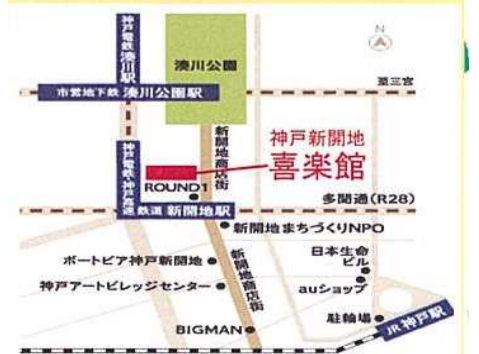 N
神戸電鉄
湊川駅
湊川公園
至三宮
市営地下鉄 湊川公園駅
新開地商店街
神戸新開地
喜楽館
神戸電鉄・神戸高速鉄道 新開地駅
ROUND1
多聞通(R28)
新開地まちづくりNPO
ポートピア神戸新開地
新開地商店街
日本生命
ビル
神戸アートビレッジセンター
auショップ
駐輪場
JR神戸駅
BIGMAN